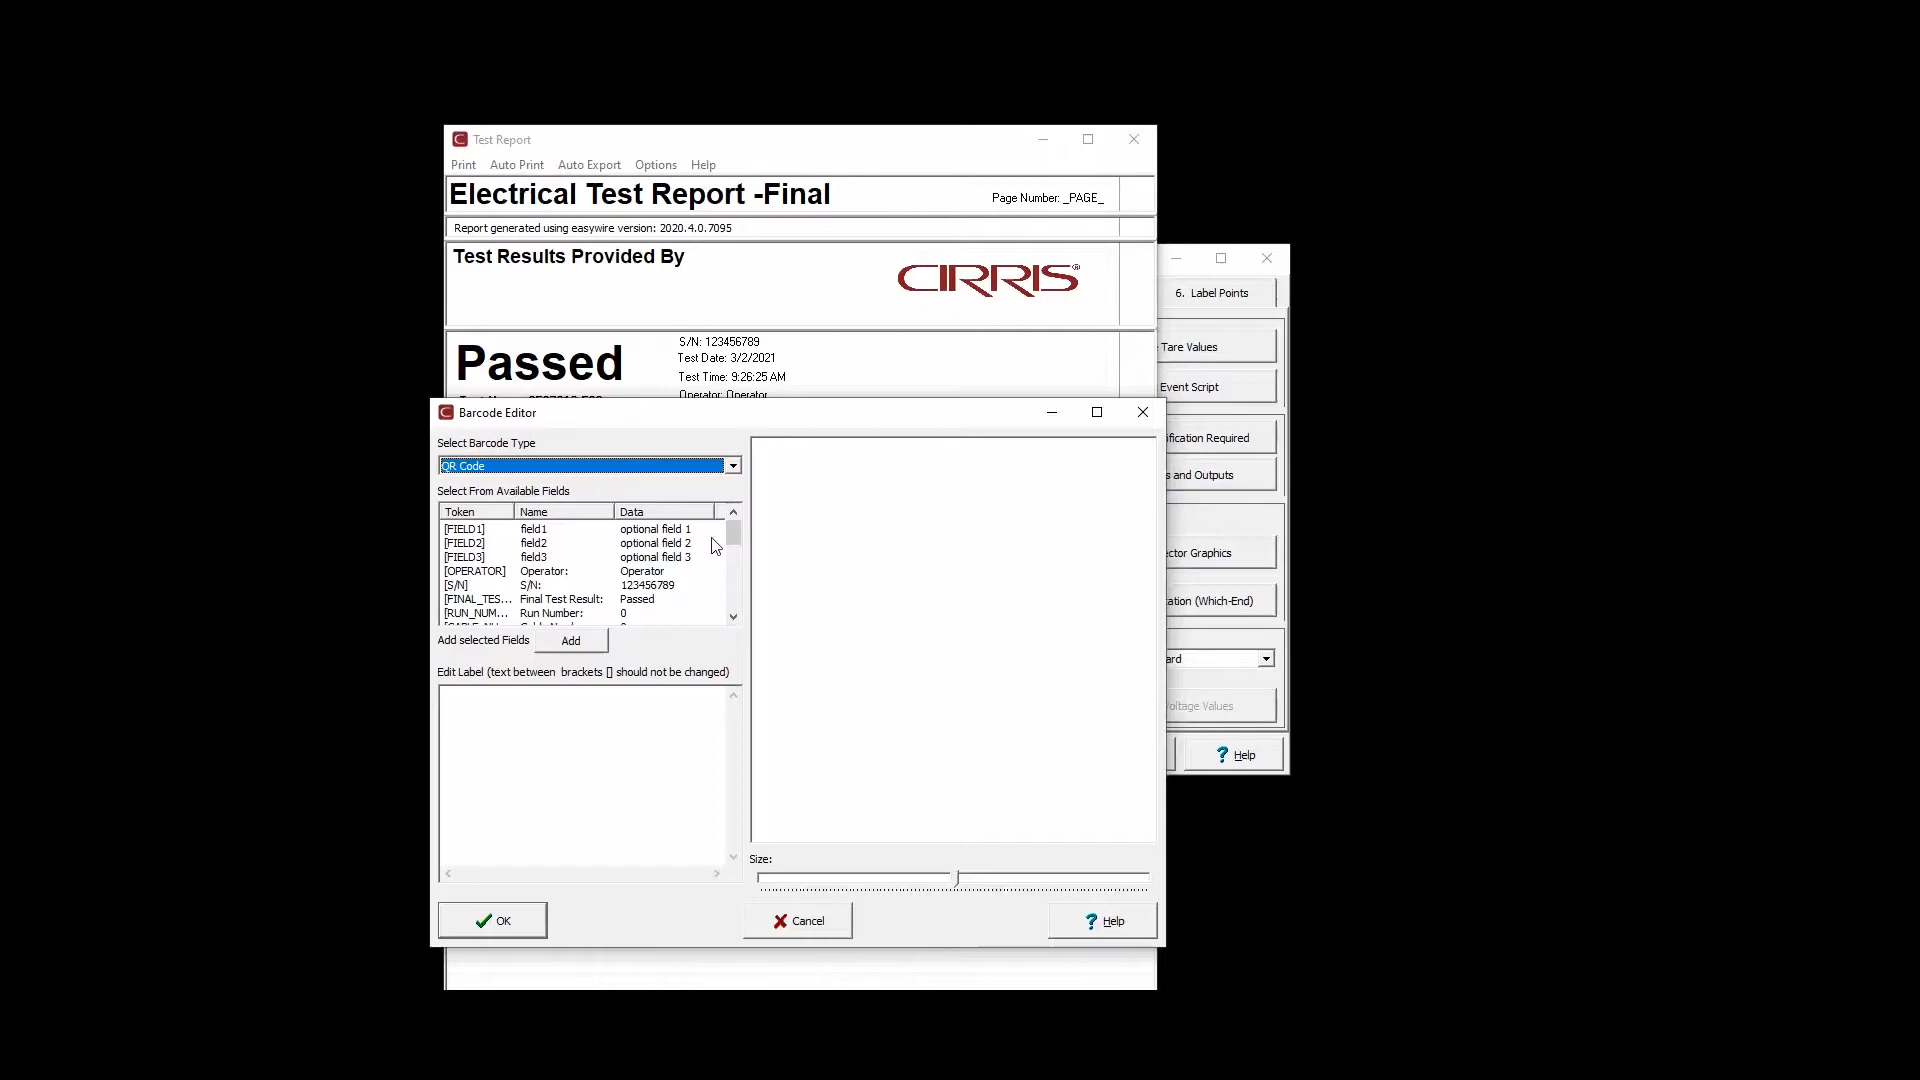 Test Report
Print Auto Print Auto Export Options Help
Electrical Test Report -Final
Page Number: _PAGE_
Report generated using easywire version: 2020.4.0.7095
Test Results Provided By
CIRRIS®
Passed
S/N: 123456789
Test Date: 3/2/2021
Test Time: 9:26:25 AM
Operator: Operator
6. Label Points
Tare Values
Event Script
Required
s and Outputs
Graphics
(Which-End)
Values
Help
Barcode Editor
Select Barcode Type
QR Code
Select From Available Fields
Token Name Data
[FIELD1] field1 optional field 1
[FIELD2] field2 optional field 2
[FIELD3] field3 optional field 3
[OPERATOR] Operator: Operator
[S/N] S/N: 123456789
[FINAL_TES... Final Test Result: Passed
[RUN_NUM... Run Number: 0
Add selected Fields Add
Edit Label (text between brackets [] should not be changed)
Size:
OK
Cancel
Help